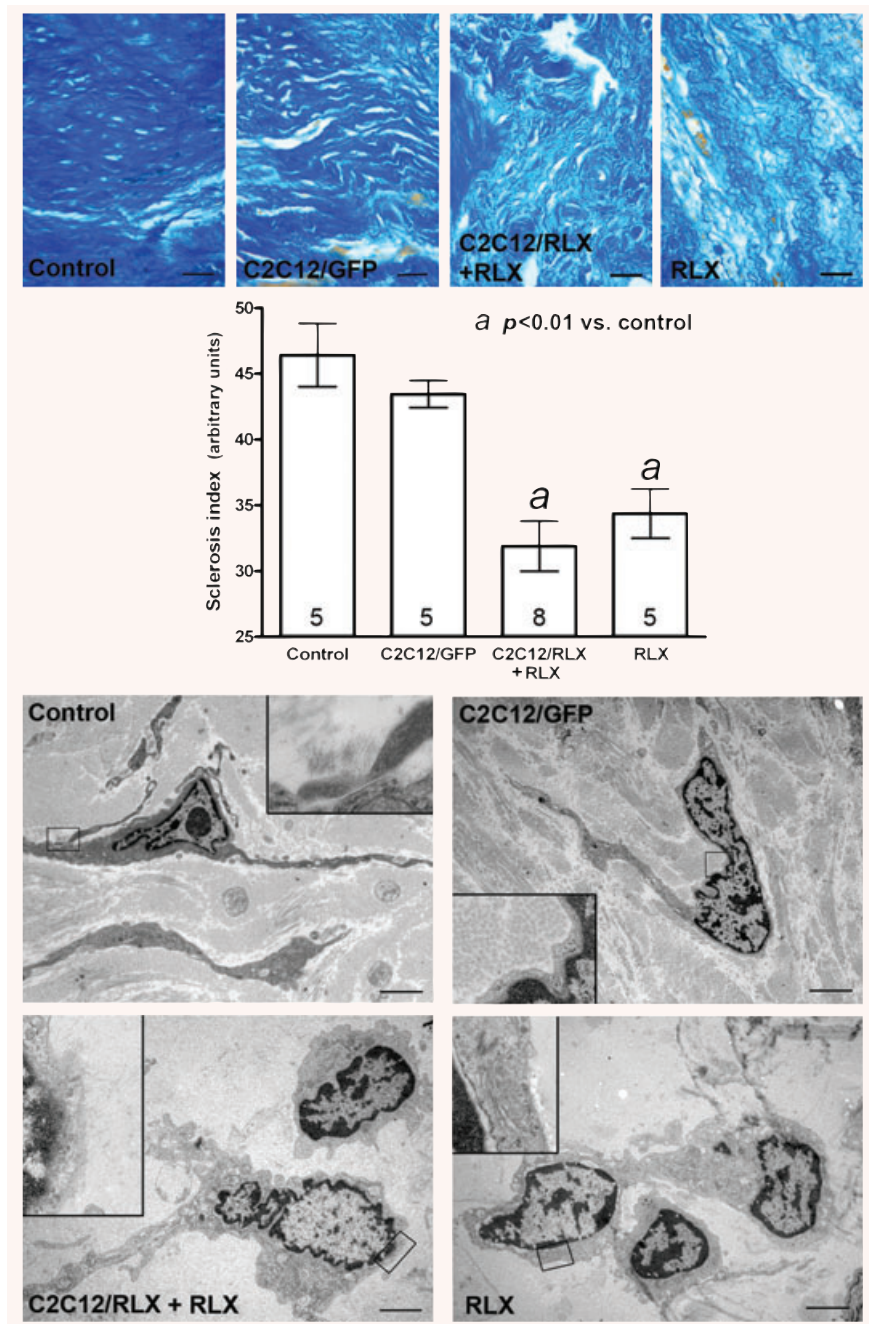 Control
C2C12/GFP
C2C12/RLX
+RLX
RLX
a p<0.01 vs. control
Sclerosis index (arbitrary units)
50
45
40
35
30
25
a
a
5
5
8
5
Control
C2C12/GFP
C2C12/RLX
+RLX
RLX
Control
C2C12/GFP
C2C12/RLX + RLX
RLX